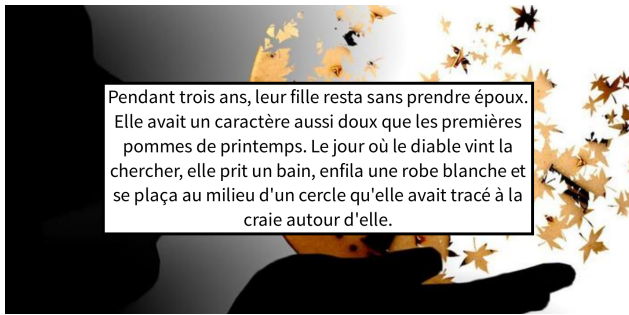 Pendant trois ans, leur fille resta sans prendre époux.
Elle avait un caractère aussi doux que les premières
pommes de printemps. Le jour où le diable vint la
chercher, elle prit un bain, enfila une robe blanche et
se plaça au milieu d'un cercle qu'elle avait tracé à la
craie autour d'elle.